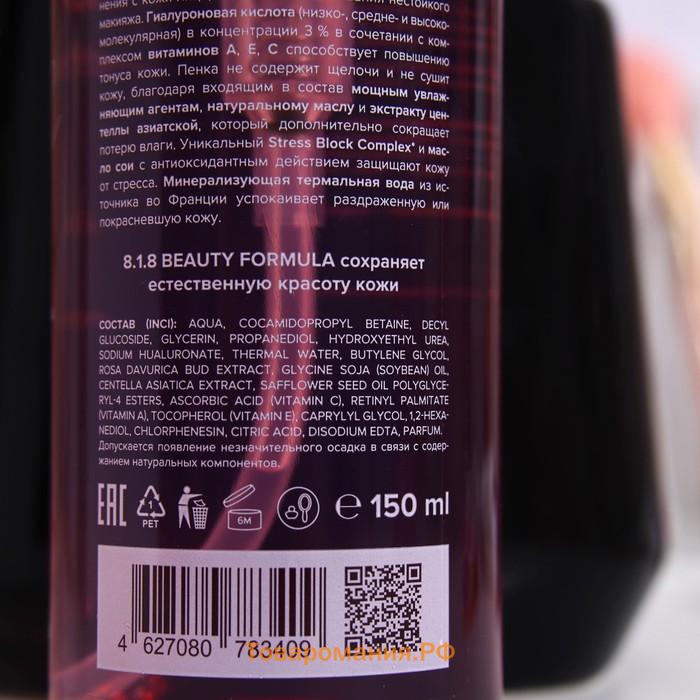 нения с кожи
нестойкого
макияжа. Гиалуроновая кислота (низко-, средне- и высоко-
молекулярная) в концентрации 3 % в сочетании с ком-
плексом витаминов А, Е, С способствует повышению
тонуса кожи. Пенка не содержит щелочи и не сушит
кожу, благодаря входящим в состав мощным увлаж-
няющим агентам, натуральному маслу и экстракту цен-
теллы азиатской, который дополнительно сокращает
потерю влаги. Уникальный Stress Block Complex* и мас-
ло сои с антиоксидантным действием защищают кожу
от стресса. Минерализующая термальная вода из ис-
точника во Франции успокаивает раздраженную или
покрасневшую кожу.
8.1.8 BEAUTY FORMULA сохраняет
естественную красоту кожи
СОСТАВ (INCI): AQUA, COCAMIDOPROPYL BETAINE, DECYL
GLUCOSIDE, GLYCERIN, PROPANEDIOL, HYDROXYETHYL UREA,
SODIUM HYALURONATE, THERMAL WATER, BUTYLENE GLYCOL,
ROSA DAVURICA BUD EXTRACT, GLYCINE SOJA (SOYBEAN) OIL,
CENTELLA ASIATICA EXTRACT, SAFFLOWER SEED OIL POLYGLYCE-
RYL-4 ESTERS, ASCORBIC ACID (VITAMIN C), RETINYL PALMITATE
(VITAMIN A), TOCOPHEROL (VITAMIN E), CAPRYLYL GLYCOL, 1,2-HEXA-
NEDIOL, CHLORPHENESIN, CITRIC ACID, DISODIUM EDTA, PARFUM.
Допускается появление незначительного осадка в связи с содер-
жанием натуральных компонентов.
EAC 1 PET 6M ℮ 150 ml
4 627080 773409
Товаромания.РФ